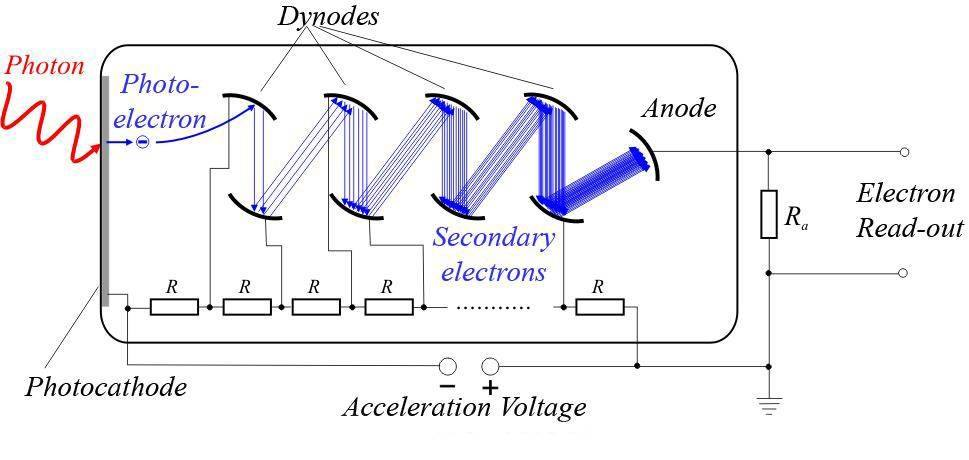 Dynodes
Photon
Photo-
electron
Anode
Electron
Read-out
Rₐ
Secondary
electrons
R
R
R
R
............
R
Photocathode
− +
Acceleration Voltage